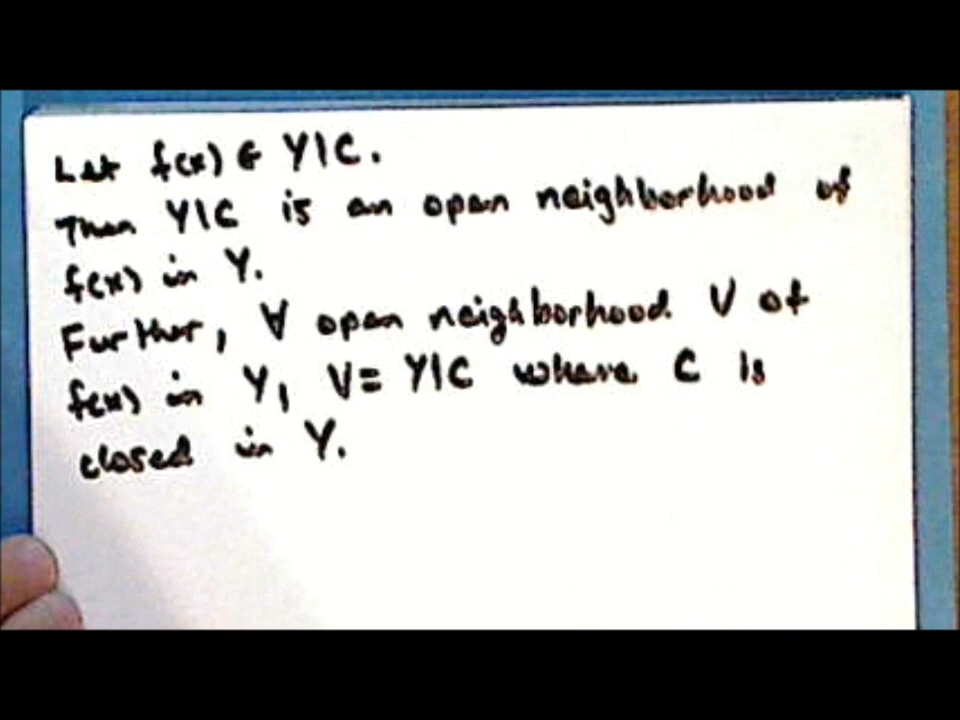 Let f(x) ∈ Y\C.
Then Y\C is an open neighborhood of
f(x) in Y.
Further, ∀ open neighborhood V of
f(x) in Y, V = Y\C where C is
closed in Y.